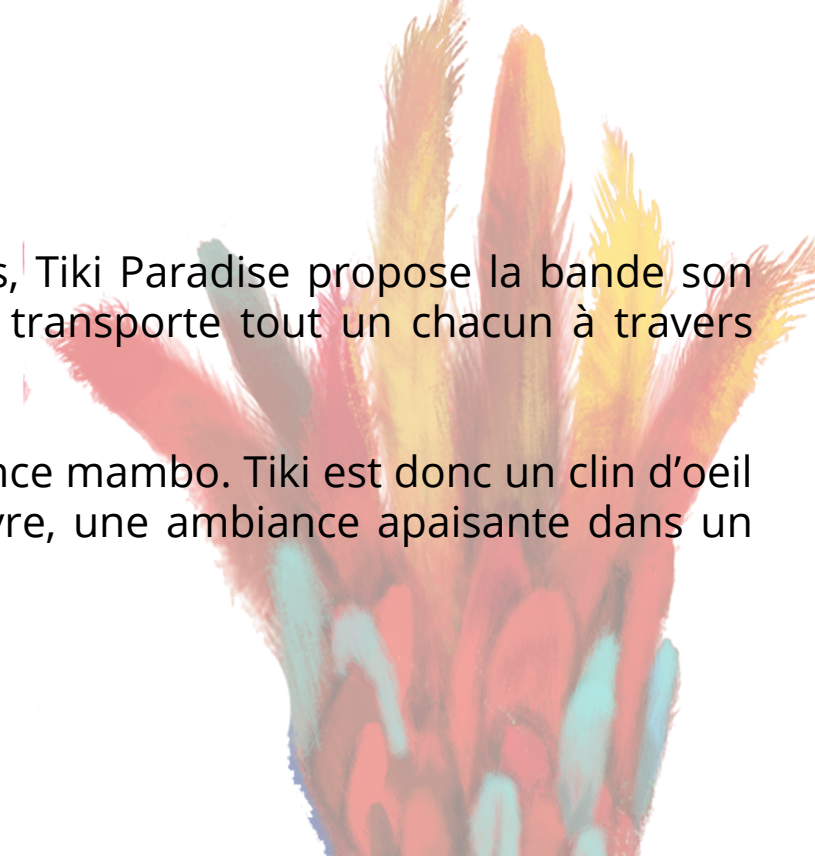 s, Tiki Paradise propose la bande son
transporte tout un chacun à travers
nce mambo. Tiki est donc un clin d’oeil
vre, une ambiance apaisante dans un